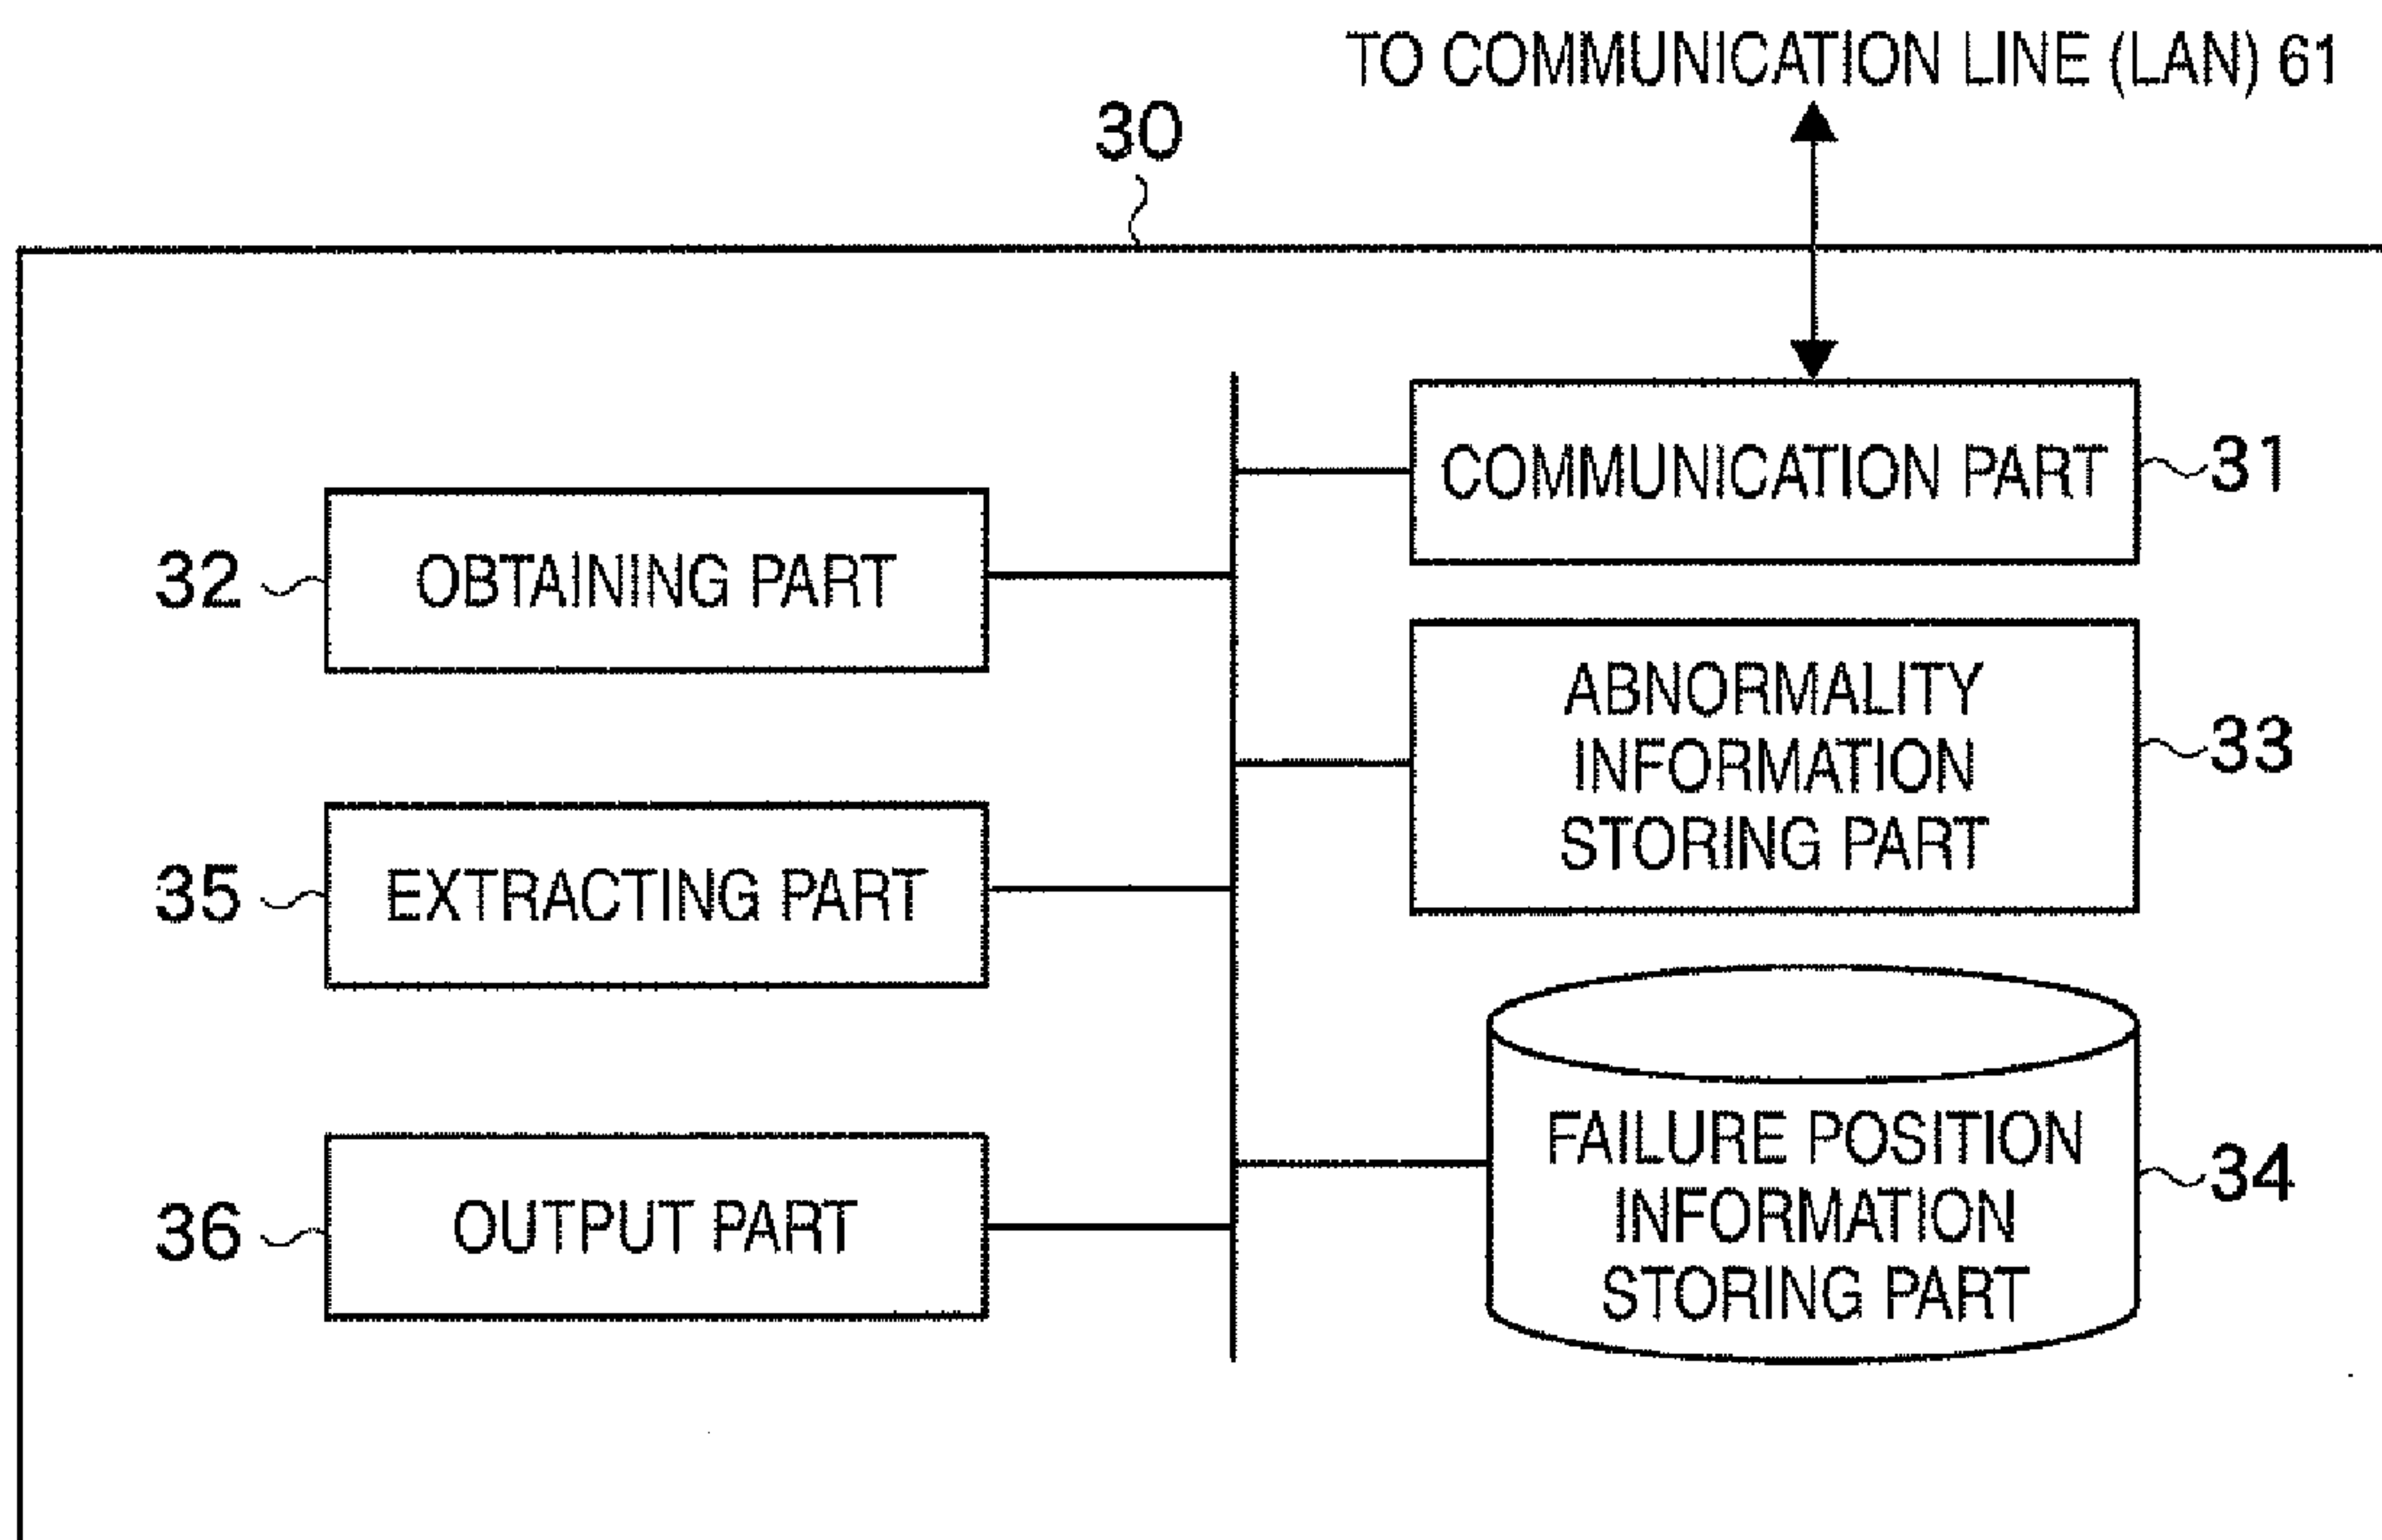 TO COMMUNICATION LINE (LAN) 61
30
COMMUNICATION PART
31
32
OBTAINING PART
ABNORMALITY
INFORMATION
STORING PART
33
35
EXTRACTING PART
FAILURE POSITION
INFORMATION
STORING PART
34
36
OUTPUT PART